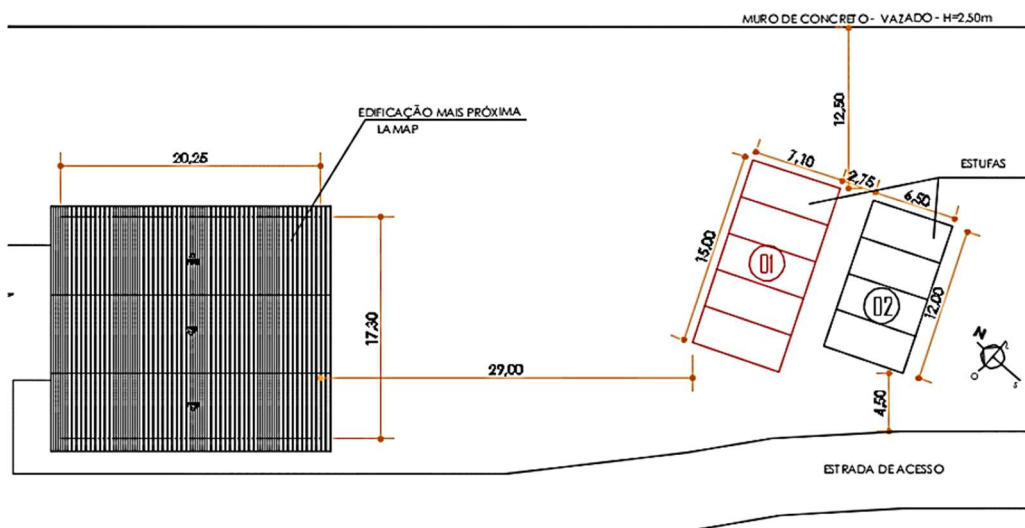 MURO DE CONCRETO - VAZADO - H=2,50m
12,50
EDIFICAÇÃO MAIS PRÓXIMA
LAMAP
20,25
7,10
2,75
6,50
ESTUFAS
15,00
01
02
12,00
17,30
29,00
4,50
N
L
O
S
ESTRADA DE ACESSO